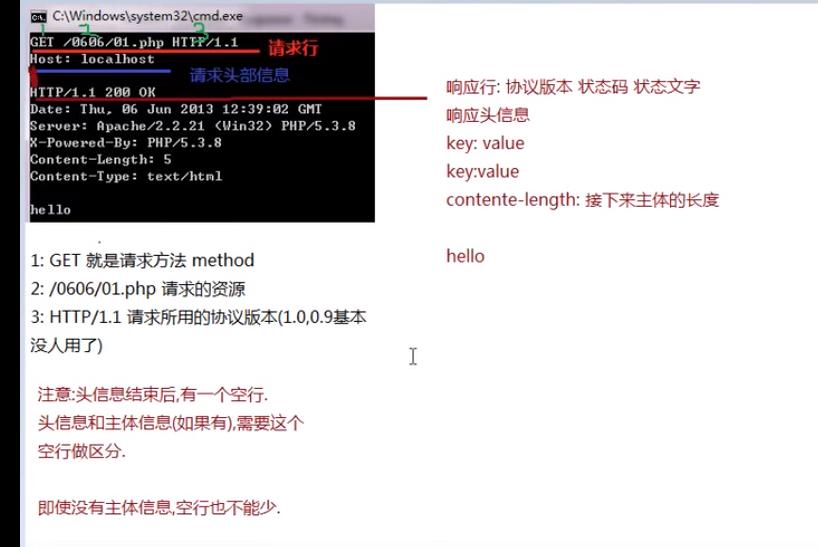 C:\Windows\system32\cmd.exe
1 2 3
GET /0606/01.php HTTP/1.1
请求行
Host: localhost
请求头部信息
HTTP/1.1 200 OK
Date: Thu, 06 Jun 2013 12:39:02 GMT
Server: Apache/2.2.21 (Win32) PHP/5.3.8
X-Powered-By: PHP/5.3.8
Content-Length: 5
Content-Type: text/html
hello
1: GET 就是请求方法 method
2: /0606/01.php 请求的资源
3: HTTP/1.1 请求所用的协议版本(1.0,0.9基本
没人用了)
注意:头信息结束后,有一个空行.
头信息和主体信息(如果有),需要这个
空行做区分.
即使没有主体信息,空行也不能少.
响应行: 协议版本 状态码 状态文字
响应头信息
key: value
key:value
contente-length: 接下来主体的长度
hello